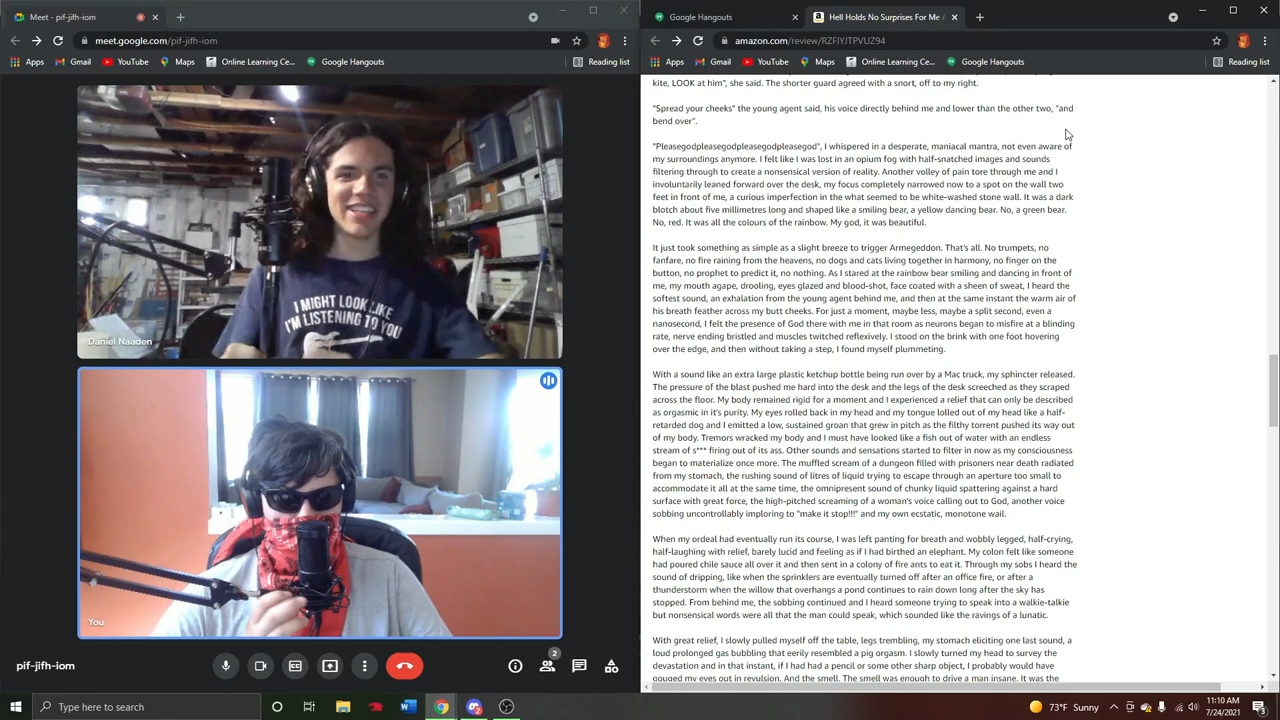 Meet - pif-jifh-iom
meet.google.com/pif-jifh-iom
Apps Gmail YouTube Maps Online Learning Ce... Google Hangouts Reading list
I MIGHT LOOK LIKE
I'M LISTENING TO YOU
Daniel Naaden
You
pif-jifh-iom
2
Google Hangouts
Hell Holds No Surprises For Me
amazon.com/review/RZFIYJTPVUZ94
Apps Gmail YouTube Maps Online Learning Ce... Google Hangouts Reading list
kite, LOOK at him", she said. The shorter guard agreed with a snort, off to my right.
"Spread your cheeks" the young agent said, his voice directly behind me and lower than the other two, "and
bend over".
"Pleasegodpleasegodpleasegodpleasegod", I whispered in a desperate, maniacal mantra, not even aware of
my surroundings anymore. I felt like I was lost in an opium fog with half-snatched images and sounds
filtering through to create a nonsensical version of reality. Another volley of pain tore through me and I
involuntarily leaned forward over the desk, my focus completely narrowed now to a spot on the wall two
feet in front of me, a curious imperfection in the what seemed to be white-washed stone wall. It was a dark
blotch about five millimetres long and shaped like a smiling bear, a yellow dancing bear. No, a green bear.
No, red. It was all the colours of the rainbow. My god, it was beautiful.
It just took something as simple as a slight breeze to trigger Armegeddon. That's all. No trumpets, no
fanfare, no fire raining from the heavens, no dogs and cats living together in harmony, no finger on the
button, no prophet to predict it, no nothing. As I stared at the rainbow bear smiling and dancing in front of
me, my mouth agape, drooling, eyes glazed and blood-shot, face coated with a sheen of sweat, I heard the
softest sound, an exhalation from the young agent behind me, and then at the same instant the warm air of
his breath feather across my butt cheeks. For just a moment, maybe less, maybe a split second, even a
nanosecond, I felt the presence of God there with me in that room as neurons began to misfire at a blinding
rate, nerve ending bristled and muscles twitched reflexively. I stood on the brink with one foot hovering
over the edge, and then without taking a step, I found myself plummeting.
With a sound like an extra large plastic ketchup bottle being run over by a Mac truck, my sphincter released.
The pressure of the blast pushed me hard into the desk and the legs of the desk screeched as they scraped
across the floor. My body remained rigid for a moment and I experienced a relief that can only be described
as orgasmic in it's purity. My eyes rolled back in my head and my tongue lolled out of my head like a half-
retarded dog and I emitted a low, sustained groan that grew in pitch as the filthy torrent pushed its way out
of my body. Tremors wracked my body and I must have looked like a fish out of water with an endless
stream of s*** firing out of its ass. Other sounds and sensations started to filter in now as my consciousness
began to materialize once more. The muffled scream of a dungeon filled with prisoners near death radiated
from my stomach, the rushing sound of litres of liquid trying to escape through an aperture too small to
accommodate it all at the same time, the omnipresent sound of chunky liquid spattering against a hard
surface with great force, the high-pitched screaming of a woman's voice calling out to God, another voice
sobbing uncontrollably imploring to "make it stop!!!" and my own ecstatic, monotone wail.
When my ordeal had eventually run its course, I was left panting for breath and wobbly legged, half-crying,
half-laughing with relief, barely lucid and feeling as if I had birthed an elephant. My colon felt like someone
had poured chile sauce all over it and then sent in a colony of fire ants to eat it. Through my sobs I heard the
sound of dripping, like when the sprinklers are eventually turned off after an office fire, or after a
thunderstorm when the willow that overhangs a pond continues to rain down long after the sky has
stopped. From behind me, the sobbing continued and I heard someone trying to speak into a walkie-talkie
but nonsensical words were all that the man could speak, which sounded like the ravings of a lunatic.
With great relief, I slowly pulled myself off the table, legs trembling, my stomach eliciting one last sound, a
loud prolonged gas bubbling that eerily resembled a pig orgasm. I slowly turned my head to survey the
devastation and in that instant, if I had had a pencil or some other sharp object, I probably would have
gouged my eyes out in revulsion. And the smell. The smell was enough to drive a man insane. It was the
Type here to search
73°F Sunny
11:10 AM
7/24/2021